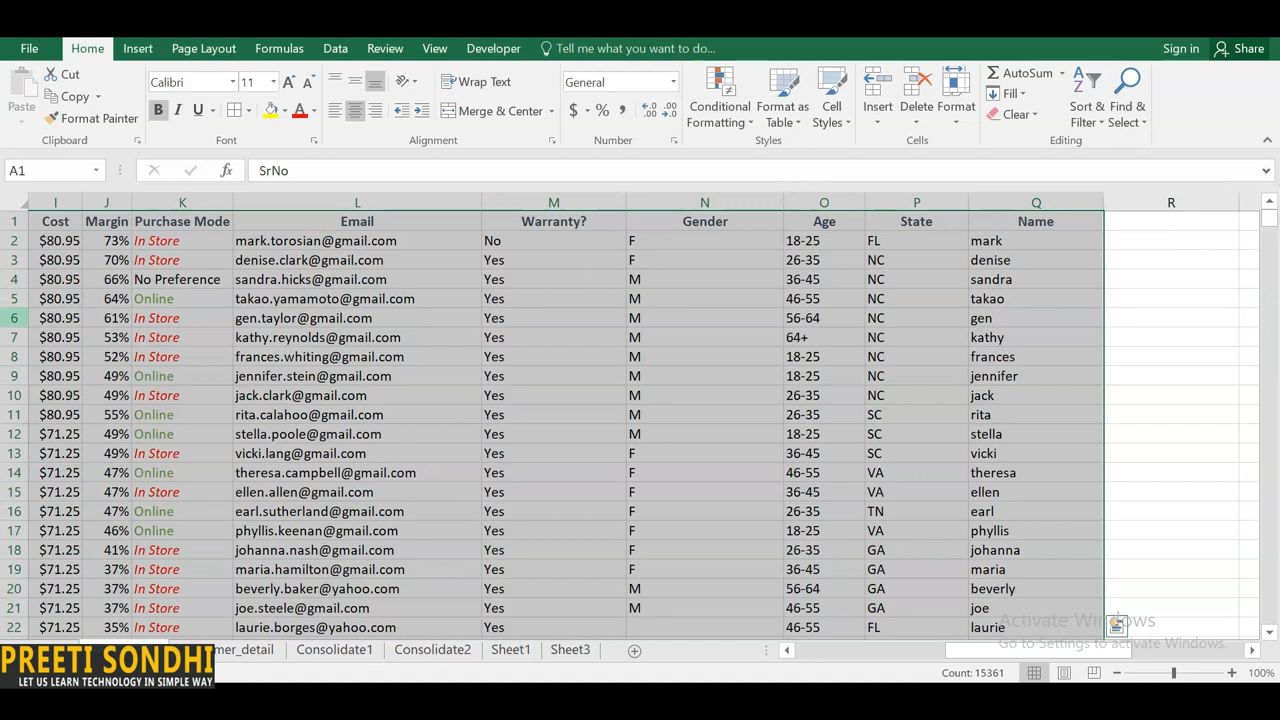 File Home Insert Page Layout Formulas Data Review View Developer Tell me what you want to do... Sign in Share
Cut
Copy
Format Painter
Paste
Calibri 11
B I U A
Wrap Text
Merge & Center
General
$ % ,
Conditional Formatting
Format as Table
Cell Styles
Insert Delete Format
AutoSum
Fill
Clear
Sort & Filter
Find & Select
Clipboard Font Alignment Number Styles Cells Editing
A1 fx SrNo
I J K L M N O P Q R
1 Cost Margin Purchase Mode Email Warranty? Gender Age State Name
2 $80.95 73% In Store mark.torosian@gmail.com No F 18-25 FL mark
3 $80.95 70% In Store denise.clark@gmail.com Yes F 26-35 NC denise
4 $80.95 66% No Preference sandra.hicks@gmail.com Yes M 36-45 NC sandra
5 $80.95 64% Online takao.yamamoto@gmail.com Yes M 46-55 NC takao
6 $80.95 61% In Store gen.taylor@gmail.com Yes M 56-64 NC gen
7 $80.95 53% In Store kathy.reynolds@gmail.com Yes M 64+ NC kathy
8 $80.95 52% In Store frances.whiting@gmail.com Yes M 18-25 NC frances
9 $80.95 49% Online jennifer.stein@gmail.com Yes M 18-25 NC jennifer
10 $80.95 49% In Store jack.clark@gmail.com Yes M 26-35 NC jack
11 $80.95 55% Online rita.calahoo@gmail.com Yes M 26-35 SC rita
12 $71.25 49% Online stella.poole@gmail.com Yes M 18-25 SC stella
13 $71.25 49% In Store vicki.lang@gmail.com Yes F 36-45 SC vicki
14 $71.25 47% Online theresa.campbell@gmail.com Yes F 46-55 VA theresa
15 $71.25 47% In Store ellen.allen@gmail.com Yes F 36-45 VA ellen
16 $71.25 47% Online earl.sutherland@gmail.com Yes F 26-35 TN earl
17 $71.25 46% Online phyllis.keenan@gmail.com Yes F 18-25 VA phyllis
18 $71.25 41% In Store johanna.nash@gmail.com Yes F 26-35 GA johanna
19 $71.25 37% In Store maria.hamilton@gmail.com Yes F 36-45 GA maria
20 $71.25 37% In Store beverly.baker@yahoo.com Yes M 56-64 GA beverly
21 $71.25 37% In Store joe.steele@gmail.com Yes M 46-55 GA joe
22 $71.25 35% In Store laurie.borges@yahoo.com Yes 46-55 FL laurie
Activate Windows
Go to Settings to activate Windows.
mer_detail Conolidate1 te2 Sheet1 Sheet3
PREETI SONDHI
LET US LEARN TECHNOLOGY IN SIMPLE WAY
Count: 15361 100%